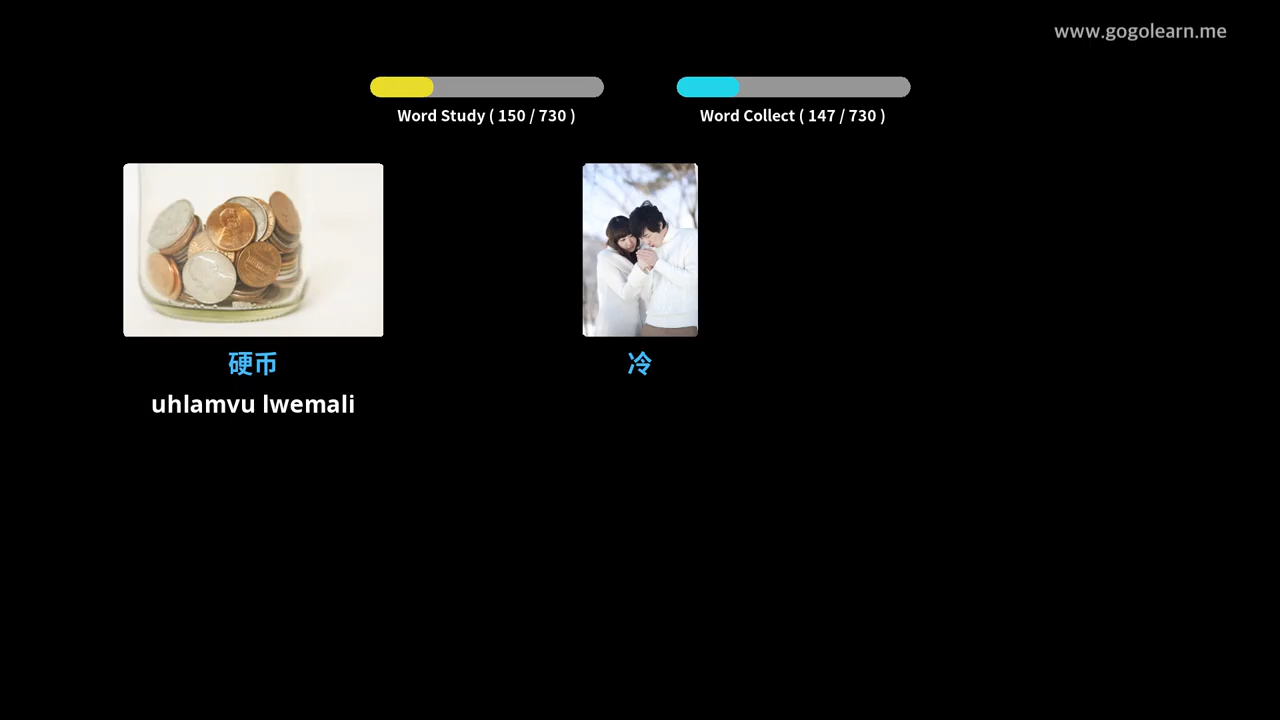 www.gogolearn.me
Word Study ( 150 / 730 )
Word Collect ( 147 / 730 )
硬币
冷
uhlamvu lwemali